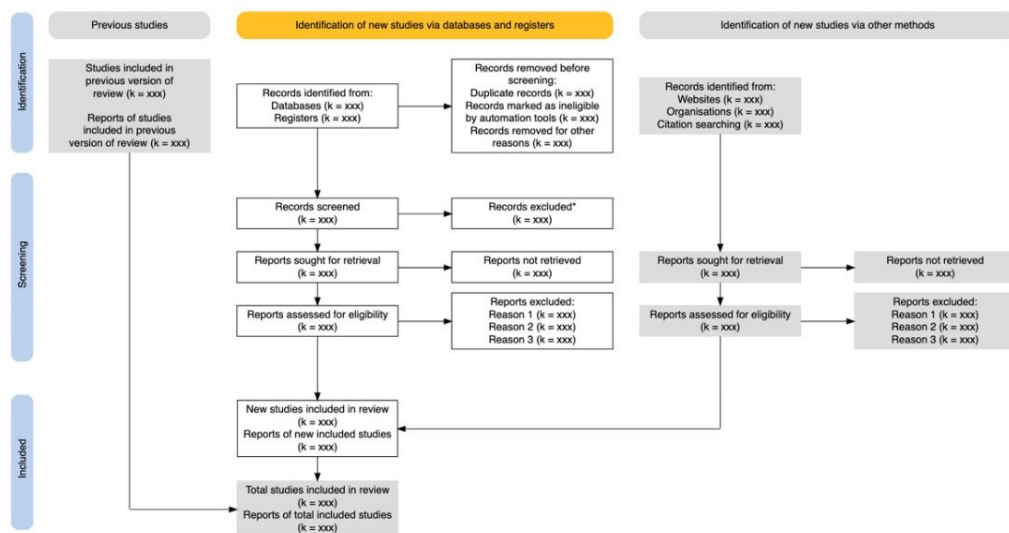 Previous studies
Identification of new studies via databases and registers
Identification of new studies via other methods
Identification
Studies included in
previous version of
review (k = xxx)
Reports of studies
included in previous
version of review (k = xxx)
Records identified from:
Databases (k = xxx)
Registers (k = xxx)
Records removed before
screening:
Duplicate records (k = xxx)
Records marked as ineligible
by automation tools (k = xxx)
Records removed for other
reasons (k = xxx)
Records identified from:
Websites (k = xxx)
Organisations (k = xxx)
Citation searching (k = xxx)
Screening
Records screened
(k = xxx)
Records excluded*
(k = xxx)
Reports sought for retrieval
(k = xxx)
Reports not retrieved
(k = xxx)
Reports sought for retrieval
(k = xxx)
Reports not retrieved
(k = xxx)
Reports assessed for eligibility
(k = xxx)
Reports excluded:
Reason 1 (k = xxx)
Reason 2 (k = xxx)
Reason 3 (k = xxx)
Reports assessed for eligibility
(k = xxx)
Reports excluded:
Reason 1 (k = xxx)
Reason 2 (k = xxx)
Reason 3 (k = xxx)
Included
New studies included in review
(k = xxx)
Reports of new included studies
(k = xxx)
Total studies included in review
(k = xxx)
Reports of total included studies
(k = xxx)